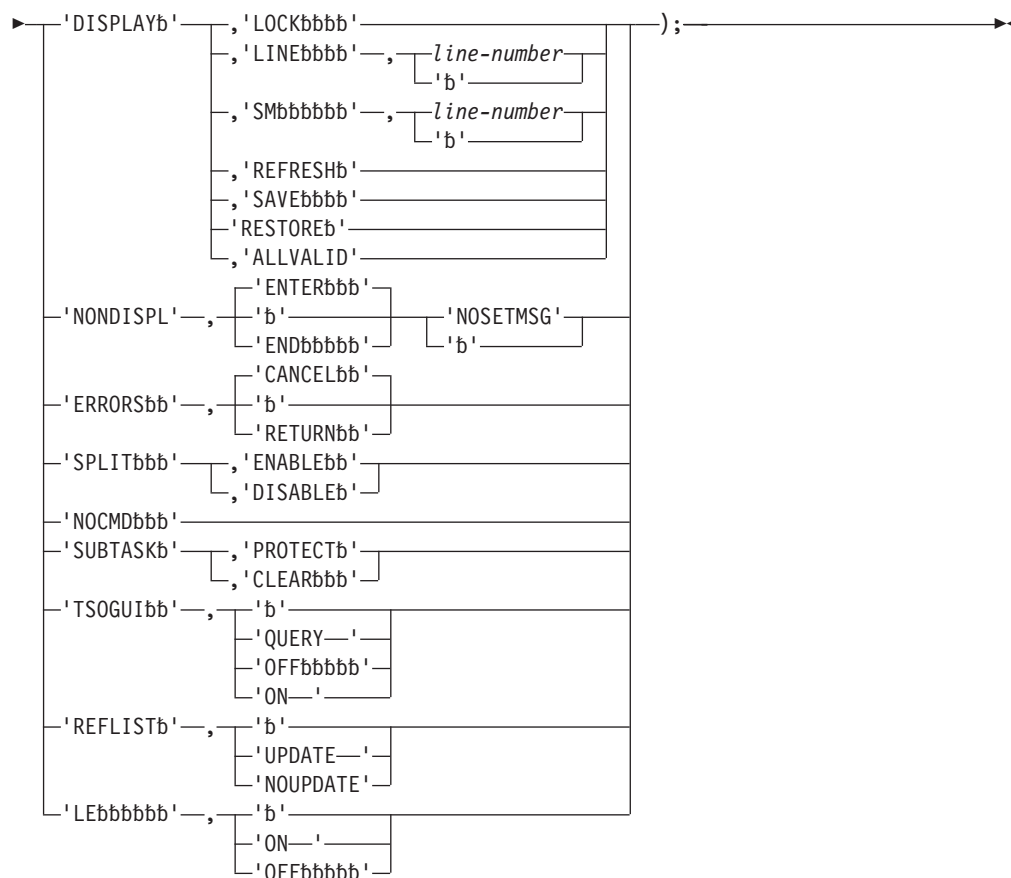 'DISPLAYƀ' ,'LOCKƀƀƀƀ' );
,'LINEƀƀƀƀ' , line-number
'ƀ'
,'SMƀƀƀƀƀƀ' , line-number
'ƀ'
,'REFRESHƀ'
,'SAVEƀƀƀƀ'
'RESTOREƀ'
,'ALLVALID'
'ENTERƀƀƀ'
'NONDISPL' , 'ƀ' 'NOSETMSG'
'ENDƀƀƀƀƀ' 'ƀ'
'CANCELƀƀ'
'ERRORSƀƀ' , 'ƀ'
'RETURNƀƀ'
'SPLITƀƀƀ' ,'ENABLEƀƀ'
,'DISABLEƀ'
'NOCMDƀƀƀ'
'SUBTASKƀ' ,'PROTECTƀ'
,'CLEARƀƀƀ'
'TSOGUIƀƀ' , 'ƀ'
'QUERY '
'OFFƀƀƀƀƀ'
'ON '
'REFLISTƀ' , 'ƀ'
'UPDATE '
'NOUPDATE'
'LEƀƀƀƀƀƀ' , 'ƀ'
'ON '
'OFFƀƀƀƀƀ'